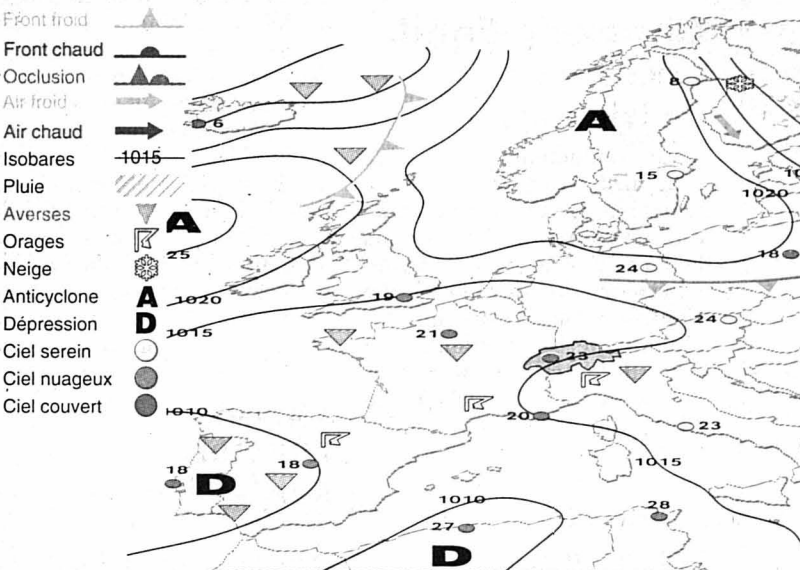 Front froid
Front chaud
Occlusion
Air froid
Air chaud
Isobares 1015
Pluie
Averses
Orages
Neige
Anticyclone A
Dépression D
Ciel serein
Ciel nuageux
Ciel couvert
8
6
A
15
10
1020
A
25
18
24
1020
19
1015
21
24
23
1010
20
23
1015
18
18
D
1010
28
27
D